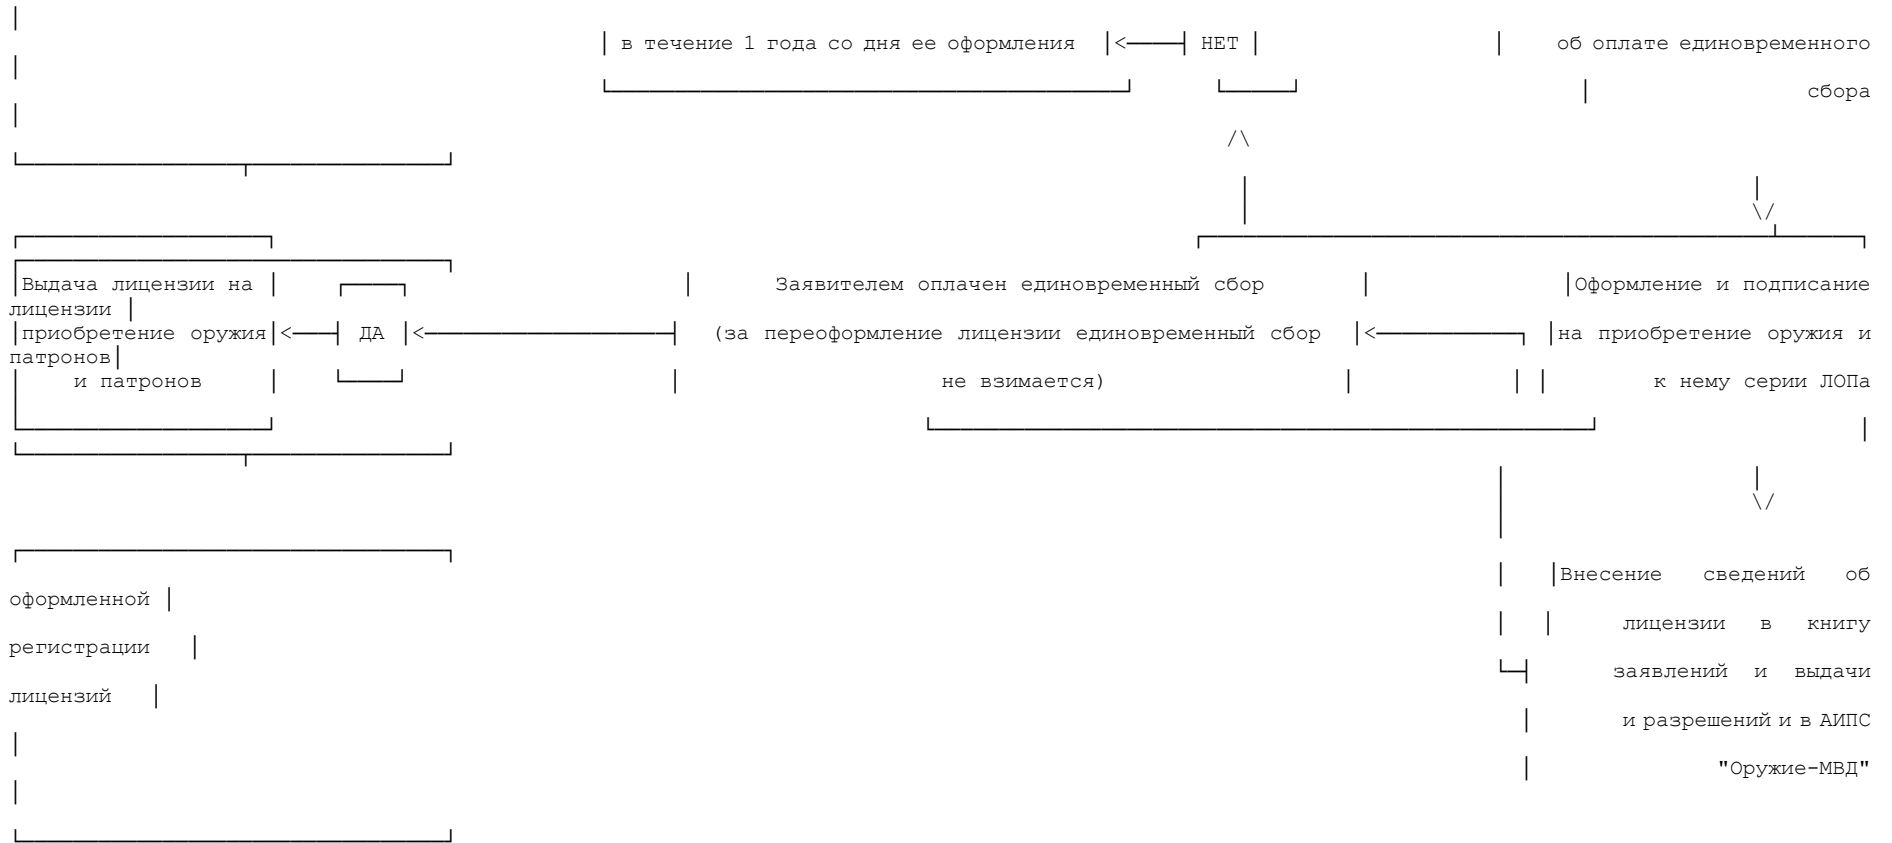 в течение 1 года со дня ее оформления НЕТ об оплате единовременного
сбора
Выдача лицензии на Заявителем оплачен единовременный сбор Оформление и подписание
лицензии
приобретение оружия ДА (за переоформление лицензии единовременный сбор на приобретение оружия и
патронов
и патронов не взимается) к нему серии ЛОПа
Внесение сведений об
оформленной
лицензии в книгу
регистрации
заявлений и выдачи
лицензий
и разрешений и в АИПС
"Оружие-МВД"